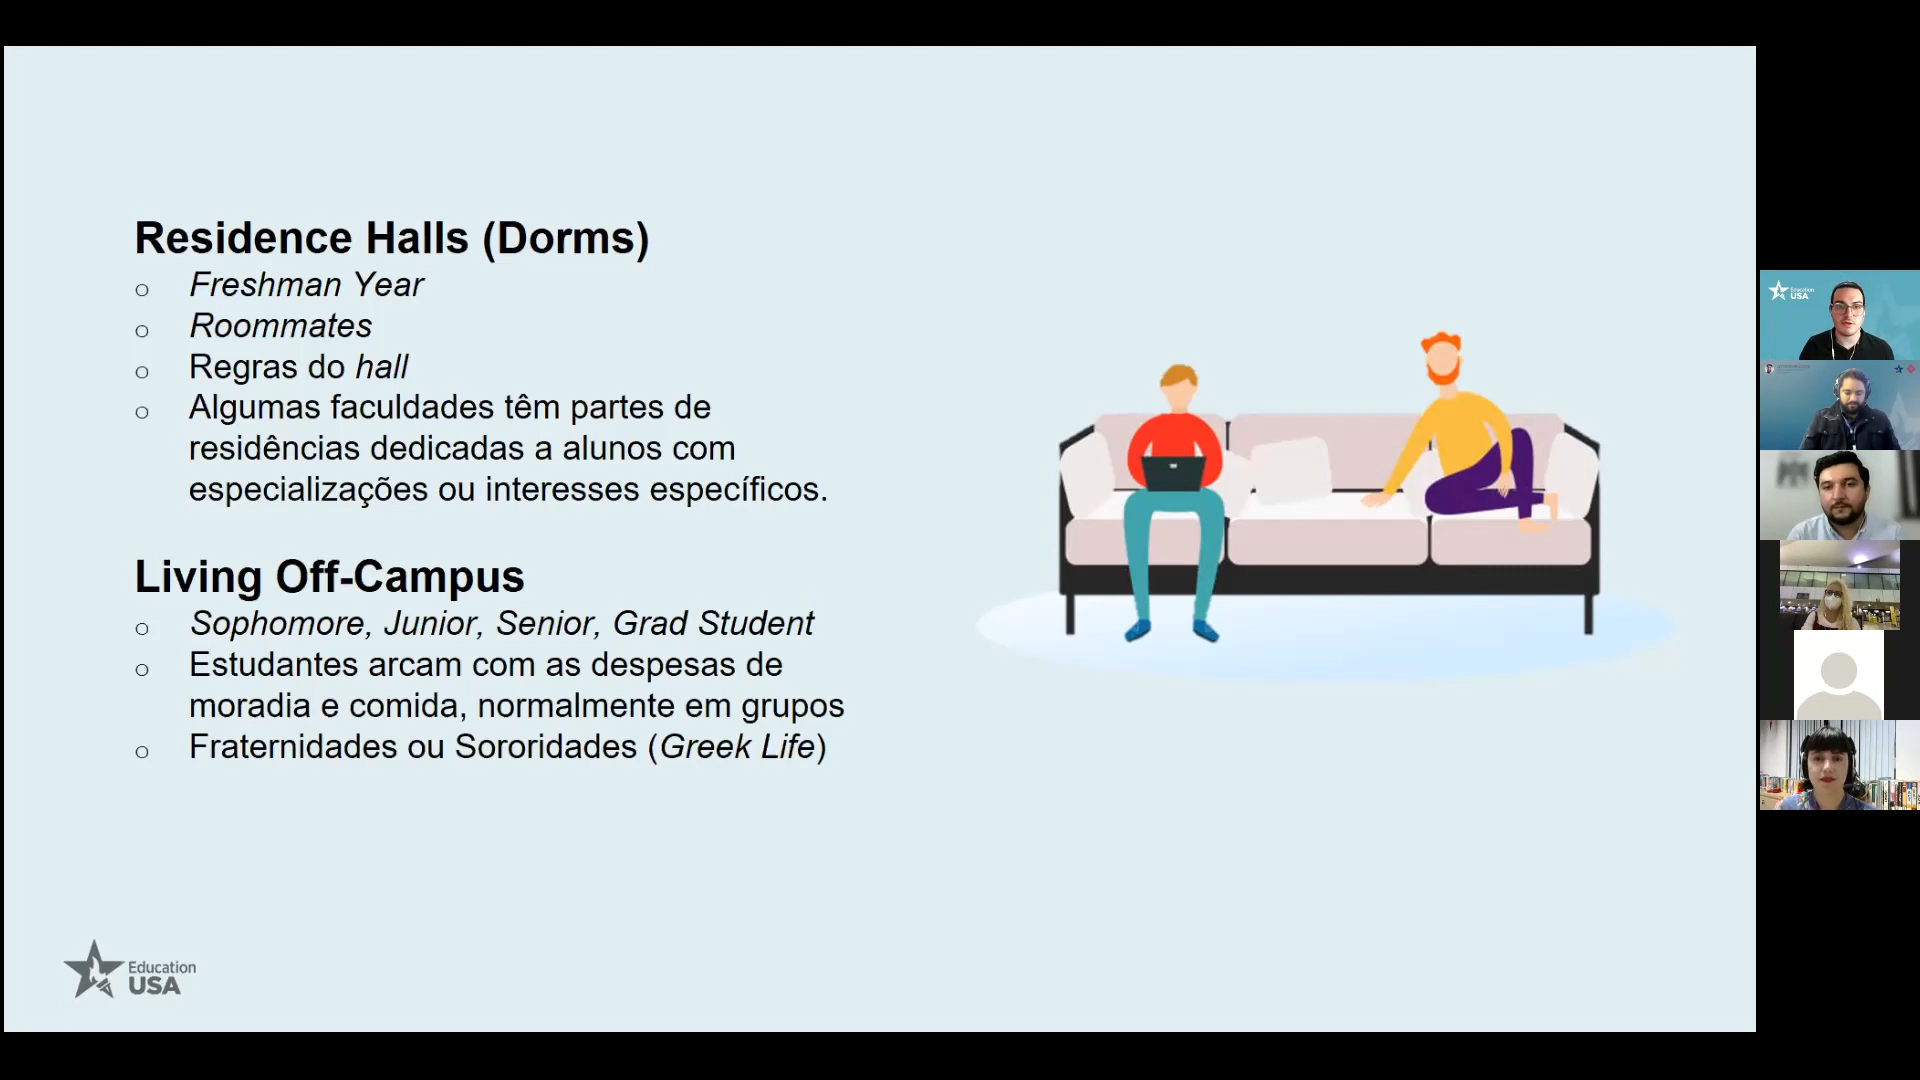 Residence Halls (Dorms)
o Freshman Year
o Roommates
o Regras do hall
o Algumas faculdades têm partes de
residências dedicadas a alunos com
especializações ou interesses específicos.
Living Off-Campus
o Sophomore, Junior, Senior, Grad Student
o Estudantes arcam com as despesas de
moradia e comida, normalmente em grupos
o Fraternidades ou Sororidades (Greek Life)
Education
USA
Education
USA